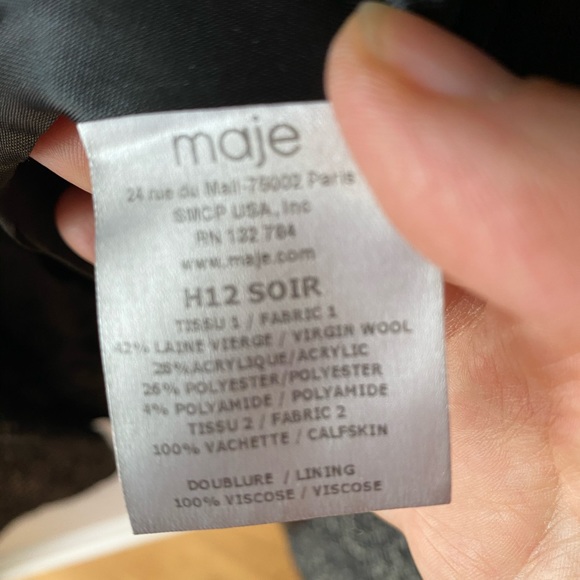 maje
24 rue du Mail-75002 Paris
SMCP USA, Inc
RN 132 784
www.maje.com
H12 SOIR
TISSU 1 / FABRIC 1
42% LAINE VIERGE / VIRGIN WOOL
28% ACRYLIQUE/ACRYLIC
26% POLYESTER/POLYESTER
4% POLYAMIDE / POLYAMIDE
TISSU 2 / FABRIC 2
100% VACHETTE / CALFSKIN
DOUBLURE / LINING
100% VISCOSE / VISCOSE